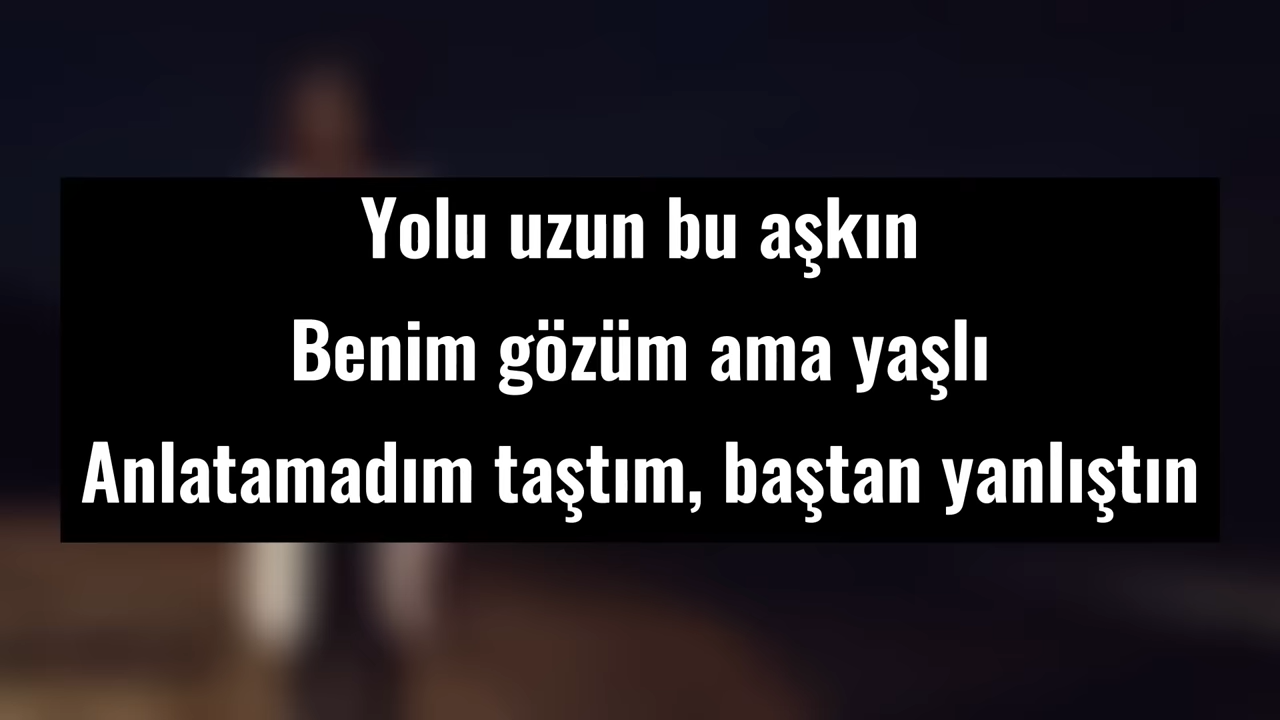 Yolu uzun bu aşkın
Benim gözüm ama yaşlı
Anlatamadım taştım, baştan yanlıştın